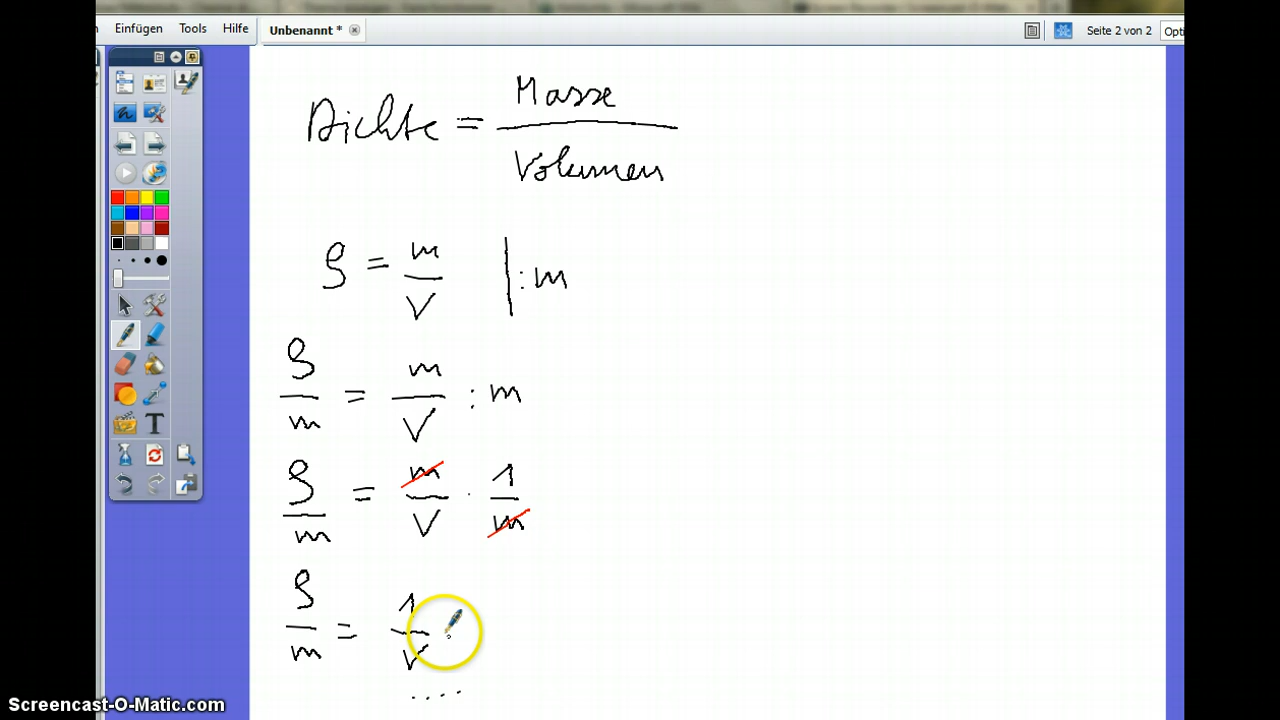 Einfügen Tools Hilfe Unbenannt * Seite 2 von 2
Dichte = Masse / Volumen
ρ = m / V | : m
ρ / m = m / V : m
ρ / m = m / V · 1 / m
ρ / m = 1 / V
....
Screencast-O-Matic.com